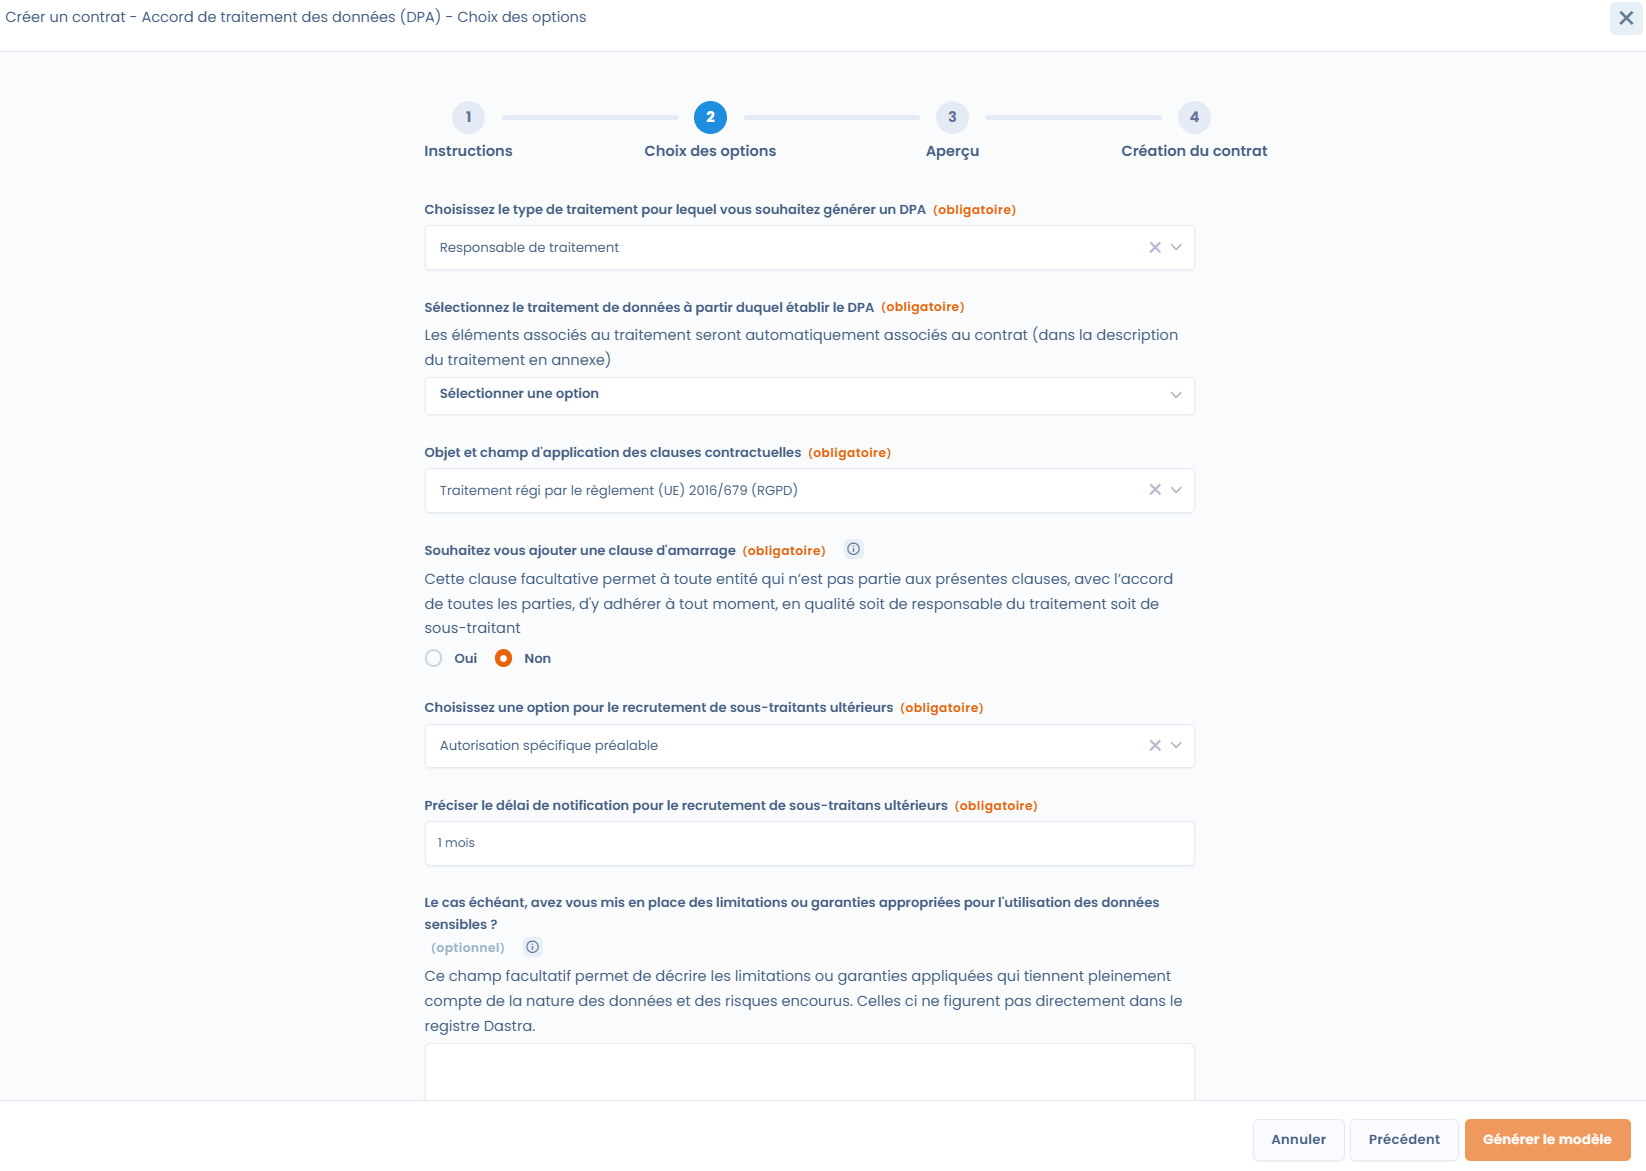 Créer un contrat - Accord de traitement des données (DPA) - Choix des options
1
2
3
4
Instructions
Choix des options
Aperçu
Création du contrat
Choisissez le type de traitement pour lequel vous souhaitez générer un DPA (obligatoire)
Responsable de traitement
Sélectionnez le traitement de données à partir duquel établir le DPA (obligatoire)
Les éléments associés au traitement seront automatiquement associés au contrat (dans la description
du traitement en annexe)
Sélectionner une option
Objet et champ d'application des clauses contractuelles (obligatoire)
Traitement régi par le règlement (UE) 2016/679 (RGPD)
Souhaitez vous ajouter une clause d'amarrage (obligatoire)
Cette clause facultative permet à toute entité qui n’est pas partie aux présentes clauses, avec l’accord
de toutes les parties, d'y adhérer à tout moment, en qualité soit de responsable du traitement soit de
sous-traitant
Oui
Non
Choisissez une option pour le recrutement de sous-traitants ultérieurs (obligatoire)
Autorisation spécifique préalable
Préciser le délai de notification pour le recrutement de sous-traitans ultérieurs (obligatoire)
1 mois
Le cas échéant, avez vous mis en place des limitations ou garanties appropriées pour l'utilisation des données
sensibles ?
(optionnel)
Ce champ facultatif permet de décrire les limitations ou garanties appliquées qui tiennent pleinement
compte de la nature des données et des risques encourus. Celles ci ne figurent pas directement dans le
registre Dastra.
Annuler
Précédent
Générer le modèle